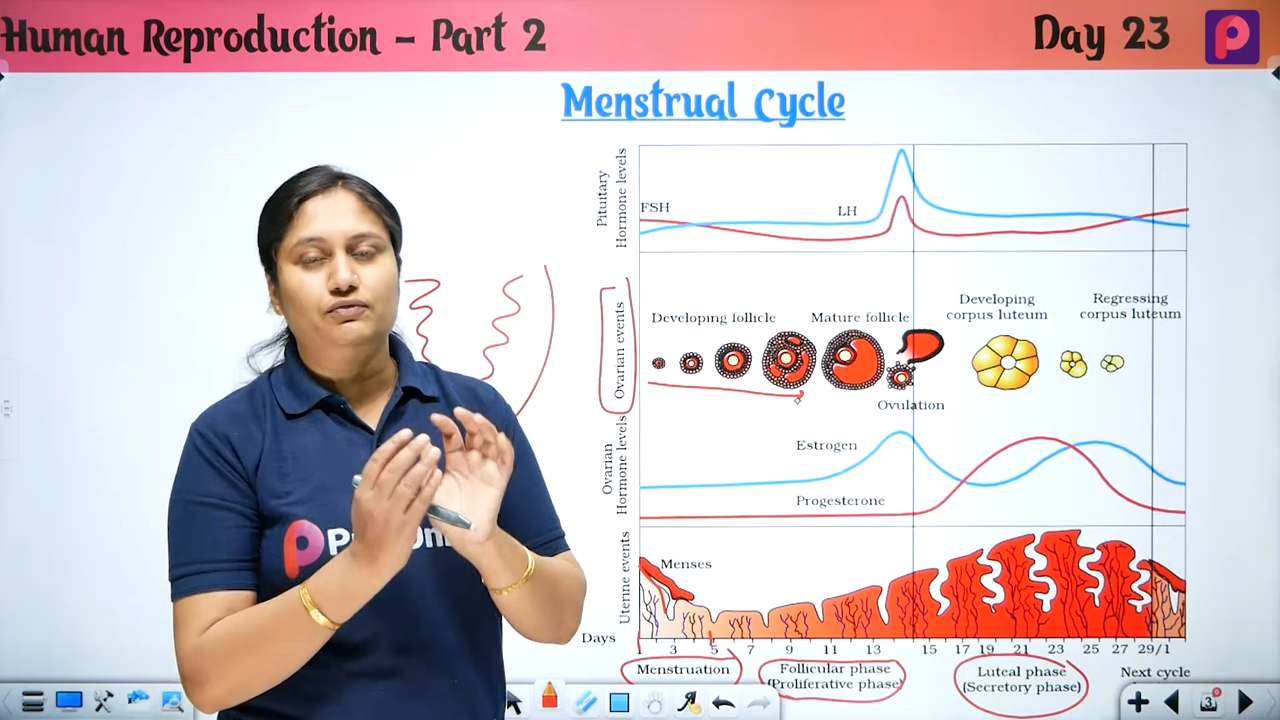 Human Reproduction – Part 2
Day 23
Menstrual Cycle
Pituitary
Hormone levels
FSH
LH
Ovarian events
Developing follicle
Mature follicle
Developing
corpus luteum
Regressing
corpus luteum
Ovulation
Ovarian
Hormone levels
Estrogen
Progesterone
Uterine events
Menses
Days
1 3 5 7 9 11 13 15 17 19 21 23 25 27 29/1
Menstruation
Follicular phase
(Proliferative phase)
Luteal phase
(Secretory phase)
Next cycle
3